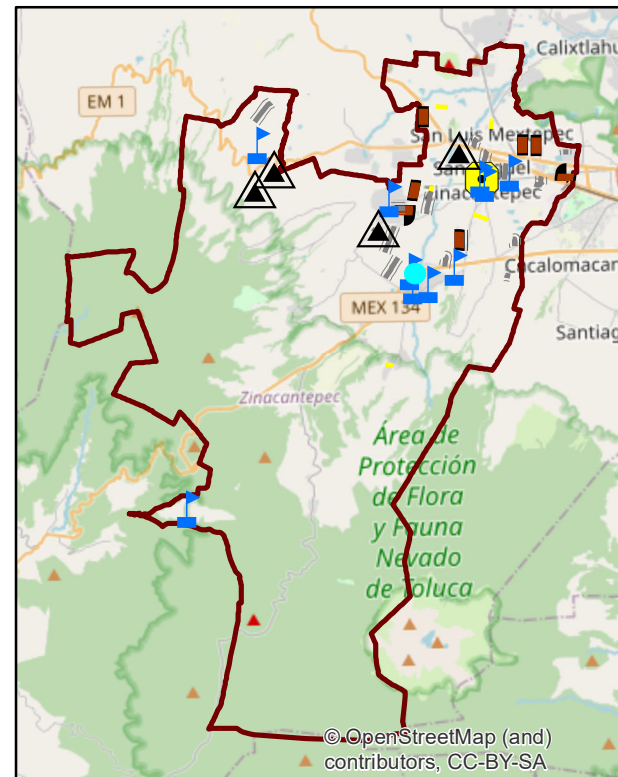 Calixtlahu
EM 1
San Luis Mextepec
San Miguel
Zinacantepec
Cacalomacan
MEX 134
Santiag
Zinacantepec
Área de
Protección
de Flora
y Fauna
Nevado
de Toluca
© OpenStreetMap (and)
contributors, CC-BY-SA